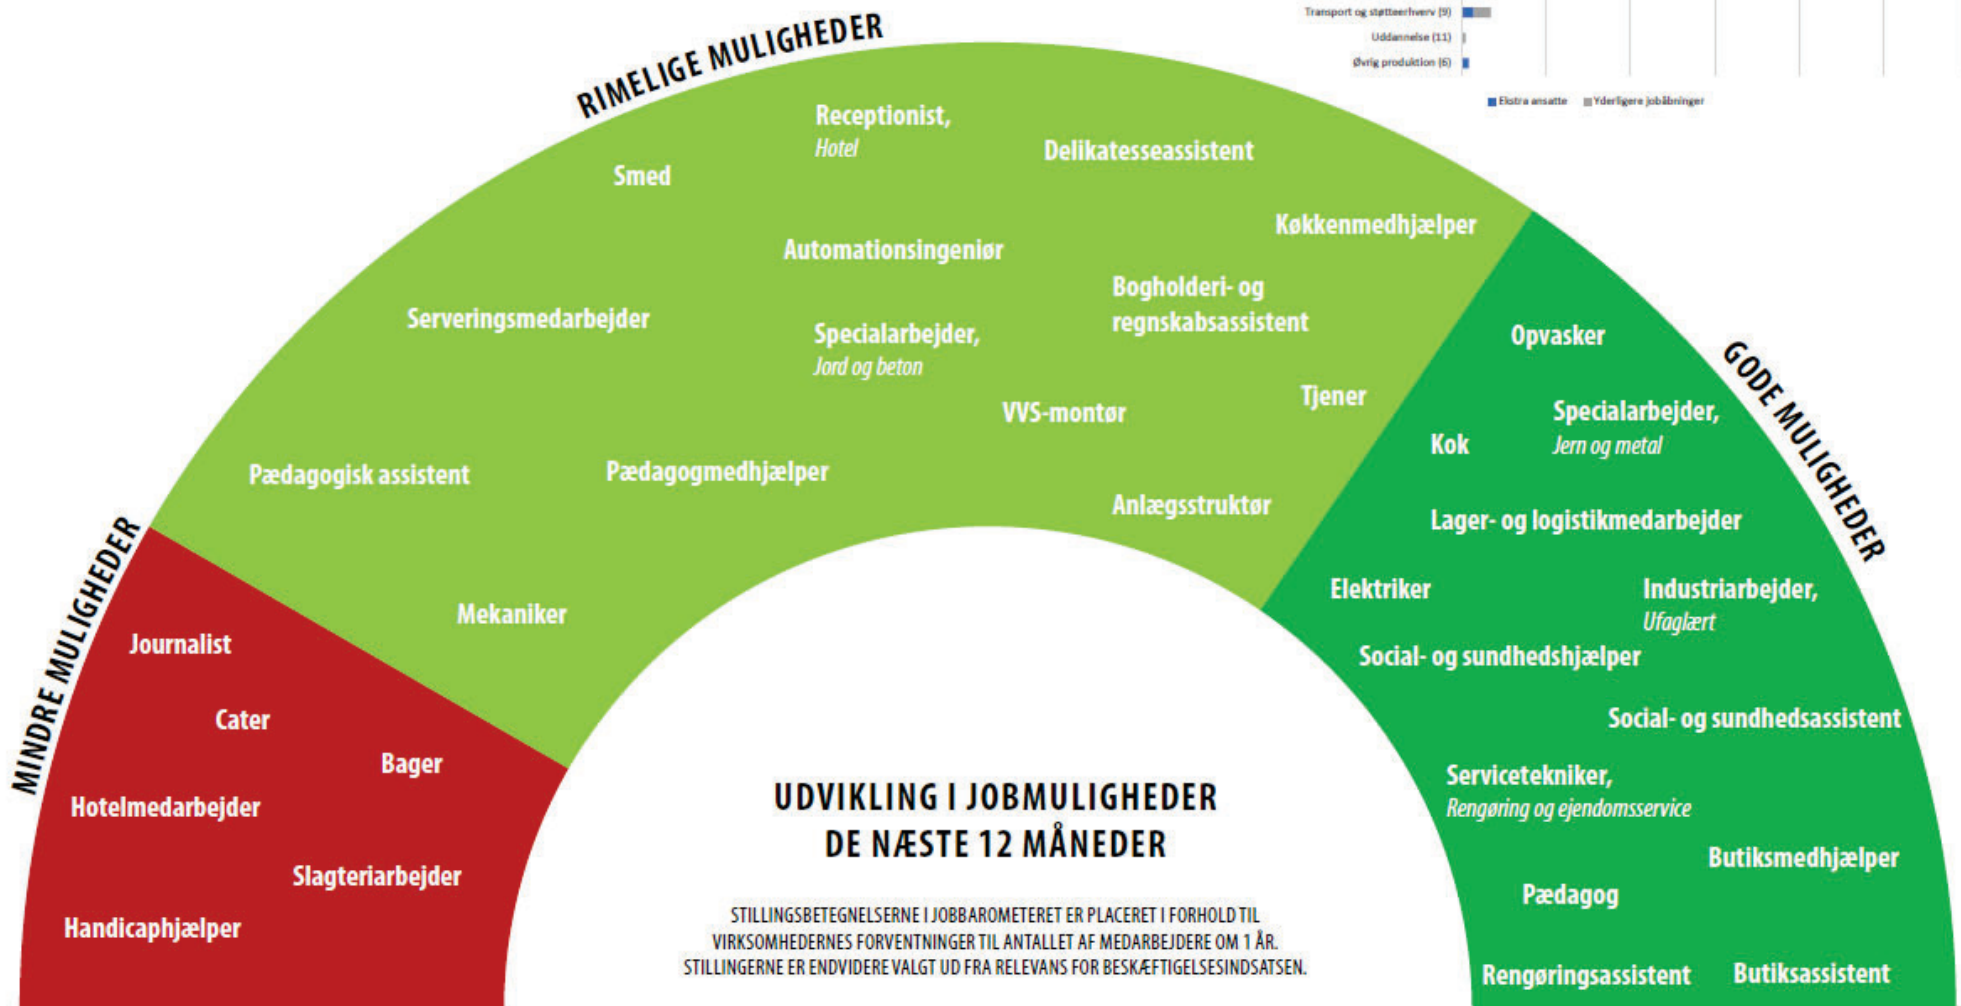 Transport og støtteerhverv (9)
Uddannelse (11)
Øvrig produktion (6)
Ekstra ansatte Yderligere jobåbninger
RIMELIGE MULIGHEDER
Receptionist,
Hotel
Delikatesseassistent
Smed
Køkkenmedhjælper
Automationsingeniør
Bogholderi- og
regnskabsassistent
Serveringsmedarbejder
Specialarbejder,
Jord og beton
Tjener
VVS-montør
Pædagogisk assistent
Pædagogmedhjælper
Anlægsstruktør
Mekaniker
GODE MULIGHEDER
Opvasker
Specialarbejder,
Jern og metal
Kok
Lager- og logistikmedarbejder
Elektriker
Industriarbejder,
Ufaglært
Social- og sundhedshjælper
Social- og sundhedsassistent
Servicetekniker,
Rengøring og ejendomsservice
Butiksmedhjælper
Pædagog
Rengøringsassistent
Butiksassistent
MINDRE MULIGHEDER
Journalist
Cater
Bager
Hotelmedarbejder
Slagteriarbejder
Handicaphjælper
UDVIKLING I JOBMULIGHEDER
DE NÆSTE 12 MÅNEDER
STILLINGSBETEGNELSERNE I JOBBAROMETERET ER PLACERET I FORHOLD TIL
VIRKSOMHEDERNES FORVENTNINGER TIL ANTALLET AF MEDARBEJDERE OM 1 ÅR.
STILLINGERNE ER ENDVIDERE VALGT UD FRA RELEVANS FOR BESKÆFTIGELSESINDSATSEN.